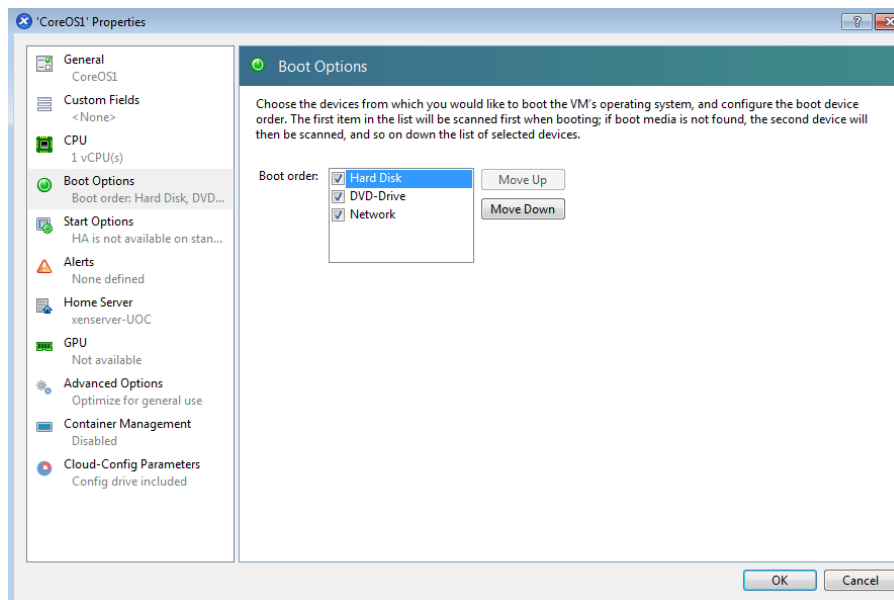 'CoreOS1' Properties
?
General
CoreOS1
Custom Fields
<None>
CPU
1 vCPU(s)
Boot Options
Boot order: Hard Disk, DVD...
Start Options
HA is not available on stan...
Alerts
None defined
Home Server
xenserver-UOC
GPU
Not available
Advanced Options
Optimize for general use
Container Management
Disabled
Cloud-Config Parameters
Config drive included
Boot Options
Choose the devices from which you would like to boot the VM's operating system, and configure the boot device
order. The first item in the list will be scanned first when booting; if boot media is not found, the second device will
then be scanned, and so on down the list of selected devices.
Boot order:
Hard Disk
DVD-Drive
Network
Move Up
Move Down
OK
Cancel